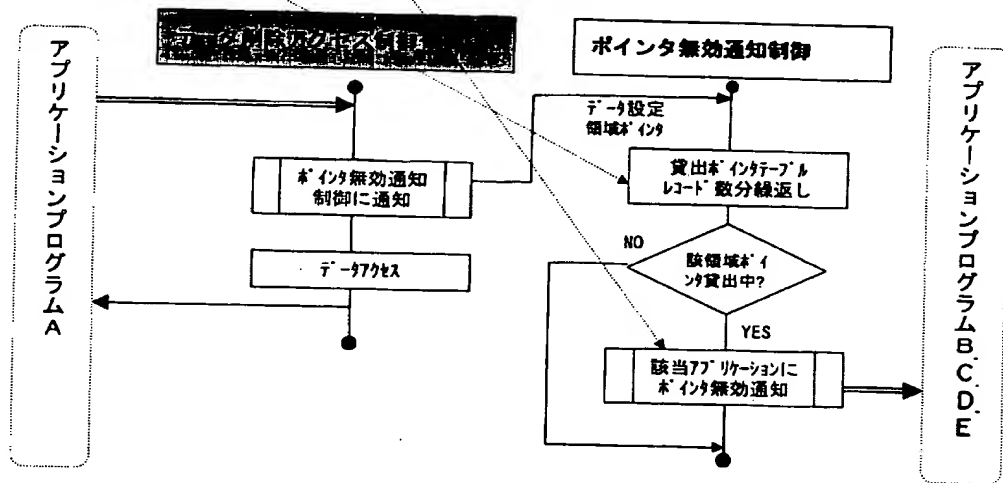 アプリケーションプログラムA
ポインタ無効通知
制御に通知
データアクセス
ポインタ無効通知制御
データ設定
領域ポインタ
貸出ポインタテーブル
レコード数分繰返し
NO
該領域ポイ
ンタ貸出中?
YES
該当アプリケーションに
ポインタ無効通知
アプリケーションプログラムB.C.D.E